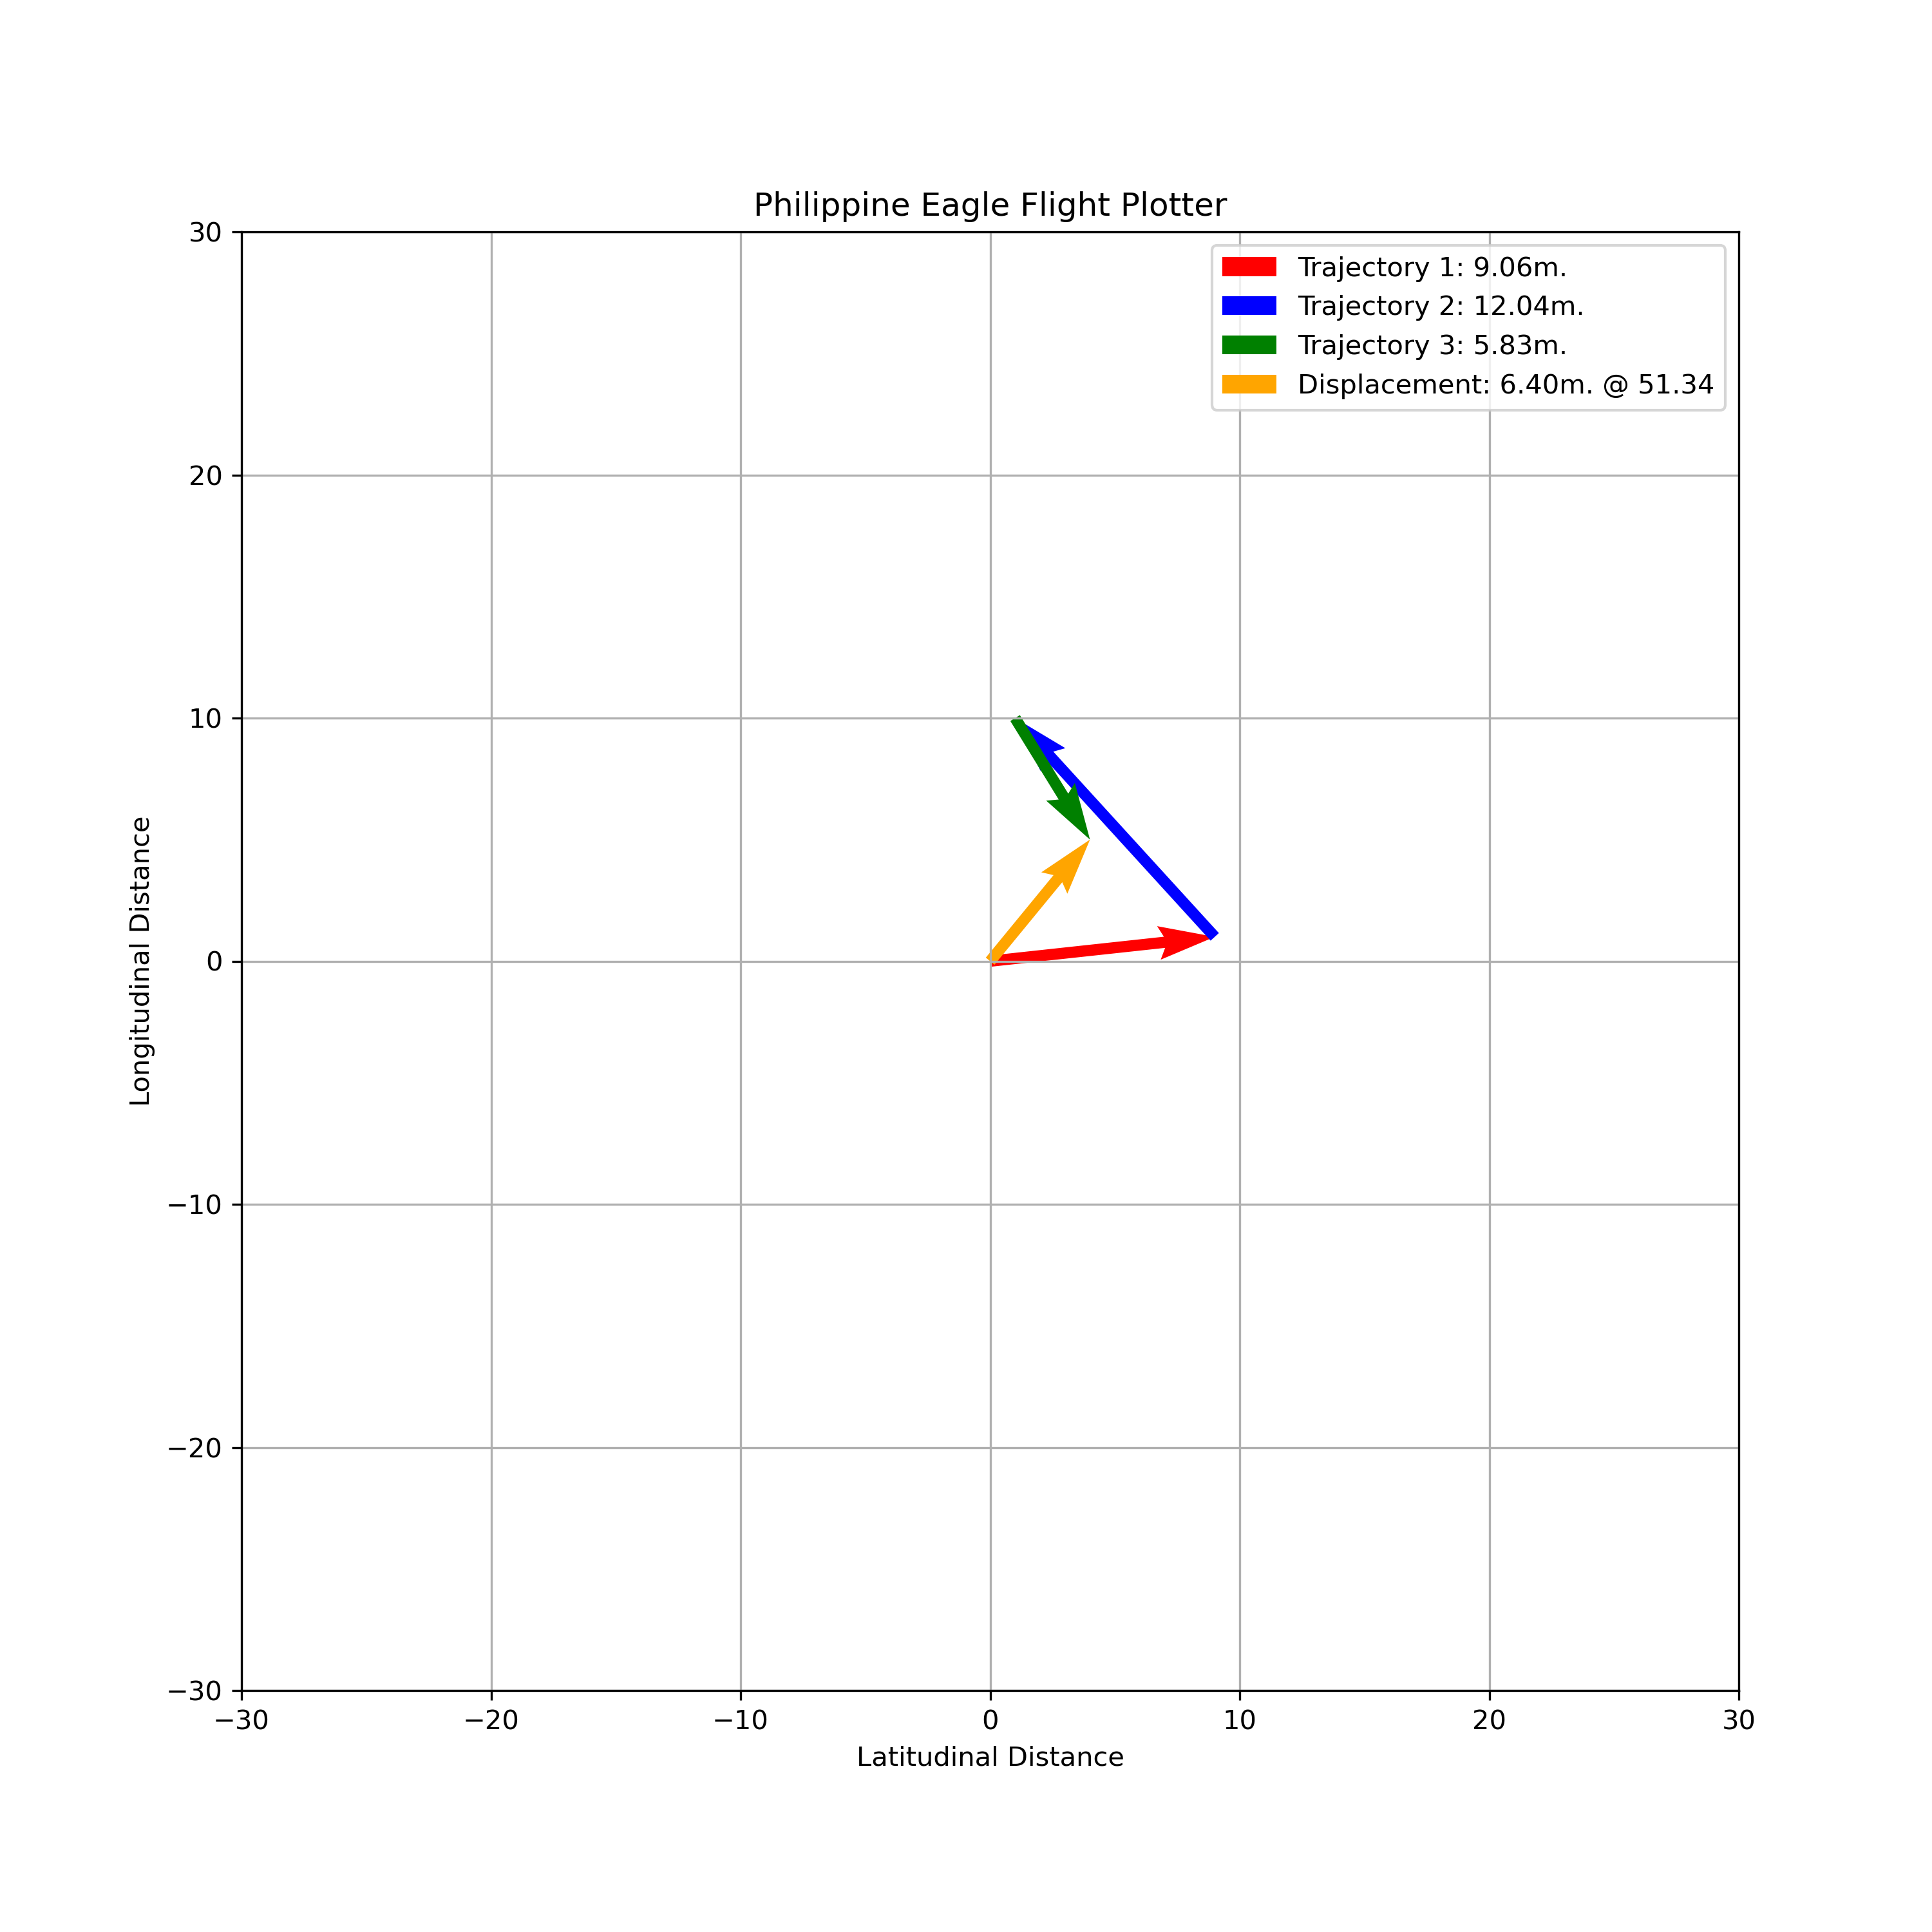 Philippine Eagle Flight Plotter
Trajectory 1: 9.06m.
Trajectory 2: 12.04m.
Trajectory 3: 5.83m.
Displacement: 6.40m. @ 51.34
30
20
10
0
−10
−20
−30
Longitudinal Distance
−30 −20 −10 0 10 20 30
Latitudinal Distance